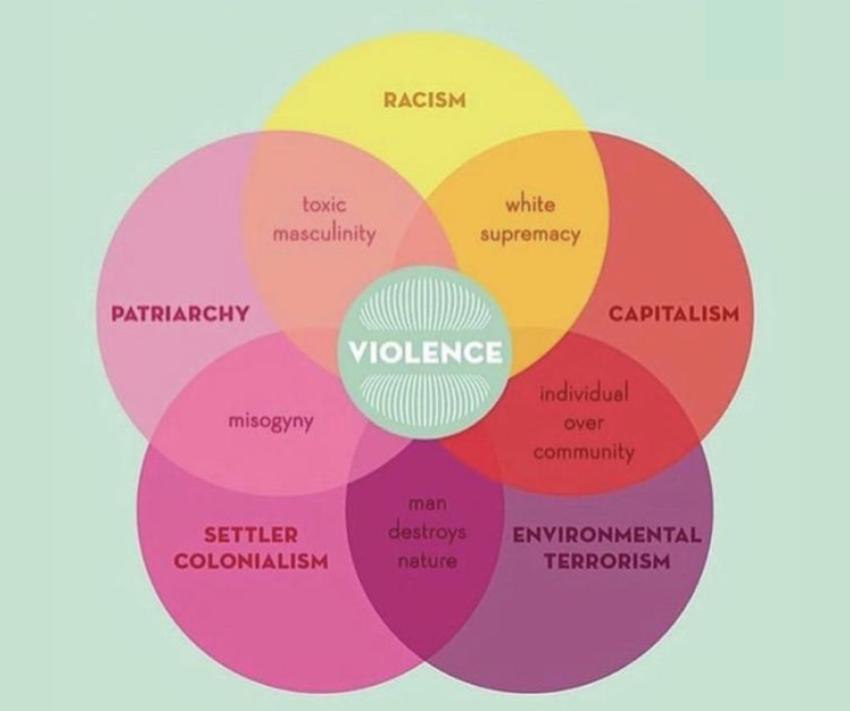 RACISM
toxic
masculinity
white
supremacy
PATRIARCHY
CAPITALISM
VIOLENCE
misogyny
individual
over
community
man
destroys
nature
SETTLER
COLONIALISM
ENVIRONMENTAL
TERRORISM